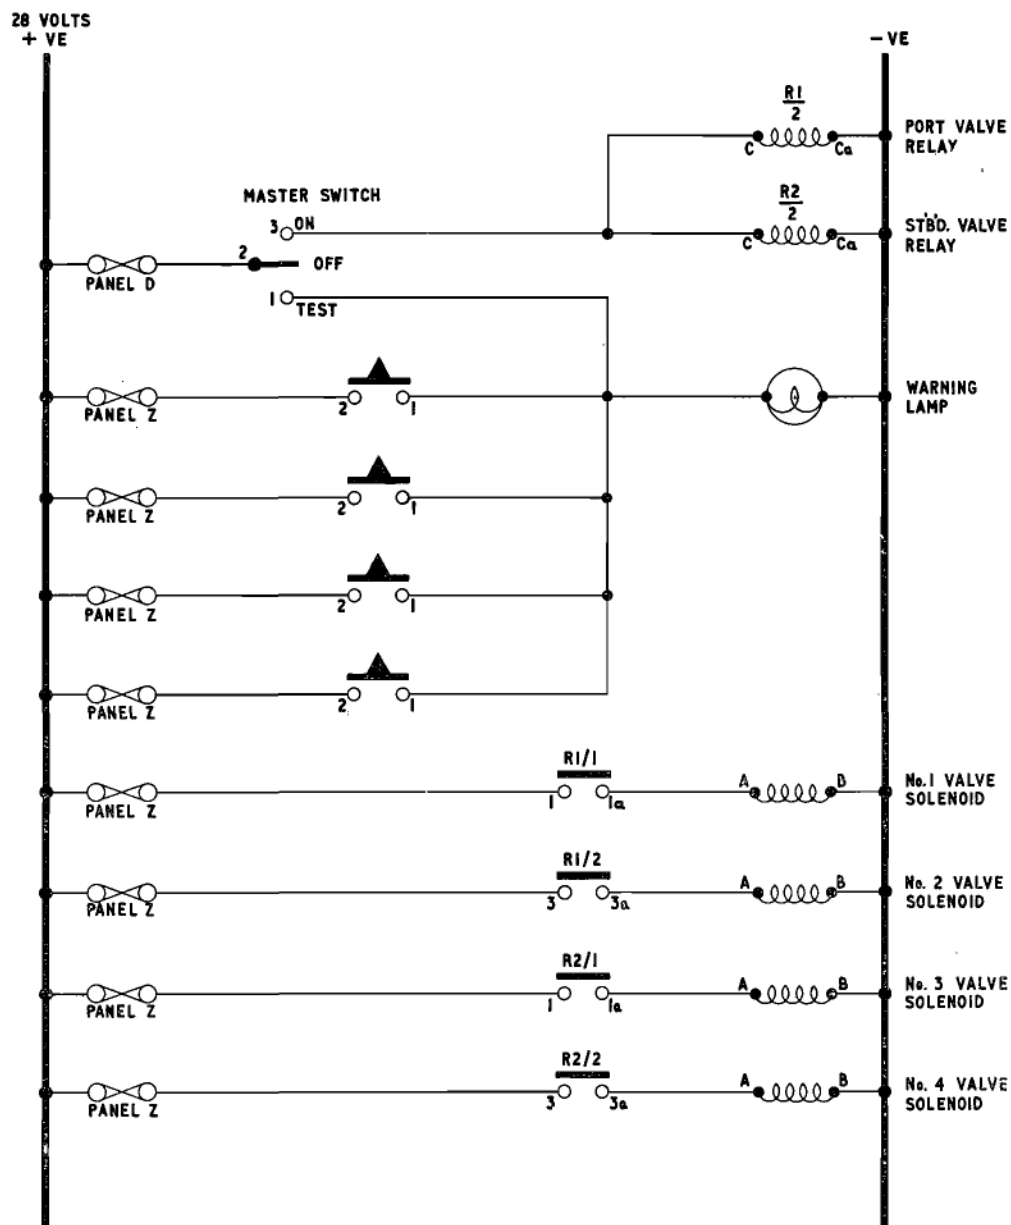 28 VOLTS
+ VE
- VE
R1
2
C
Ca
PORT VALVE
RELAY
MASTER SWITCH
3
ON
R2
2
C
Ca
STBD. VALVE
RELAY
2
OFF
PANEL D
1
TEST
PANEL Z
2
1
WARNING
LAMP
PANEL Z
2
1
PANEL Z
2
1
PANEL Z
2
1
R1/1
PANEL Z
1
1a
A
B
No.1 VALVE
SOLENOID
R1/2
PANEL Z
3
3a
A
B
No. 2 VALVE
SOLENOID
R2/1
PANEL Z
1
1a
A
B
No. 3 VALVE
SOLENOID
R2/2
PANEL Z
3
3a
A
B
No. 4 VALVE
SOLENOID